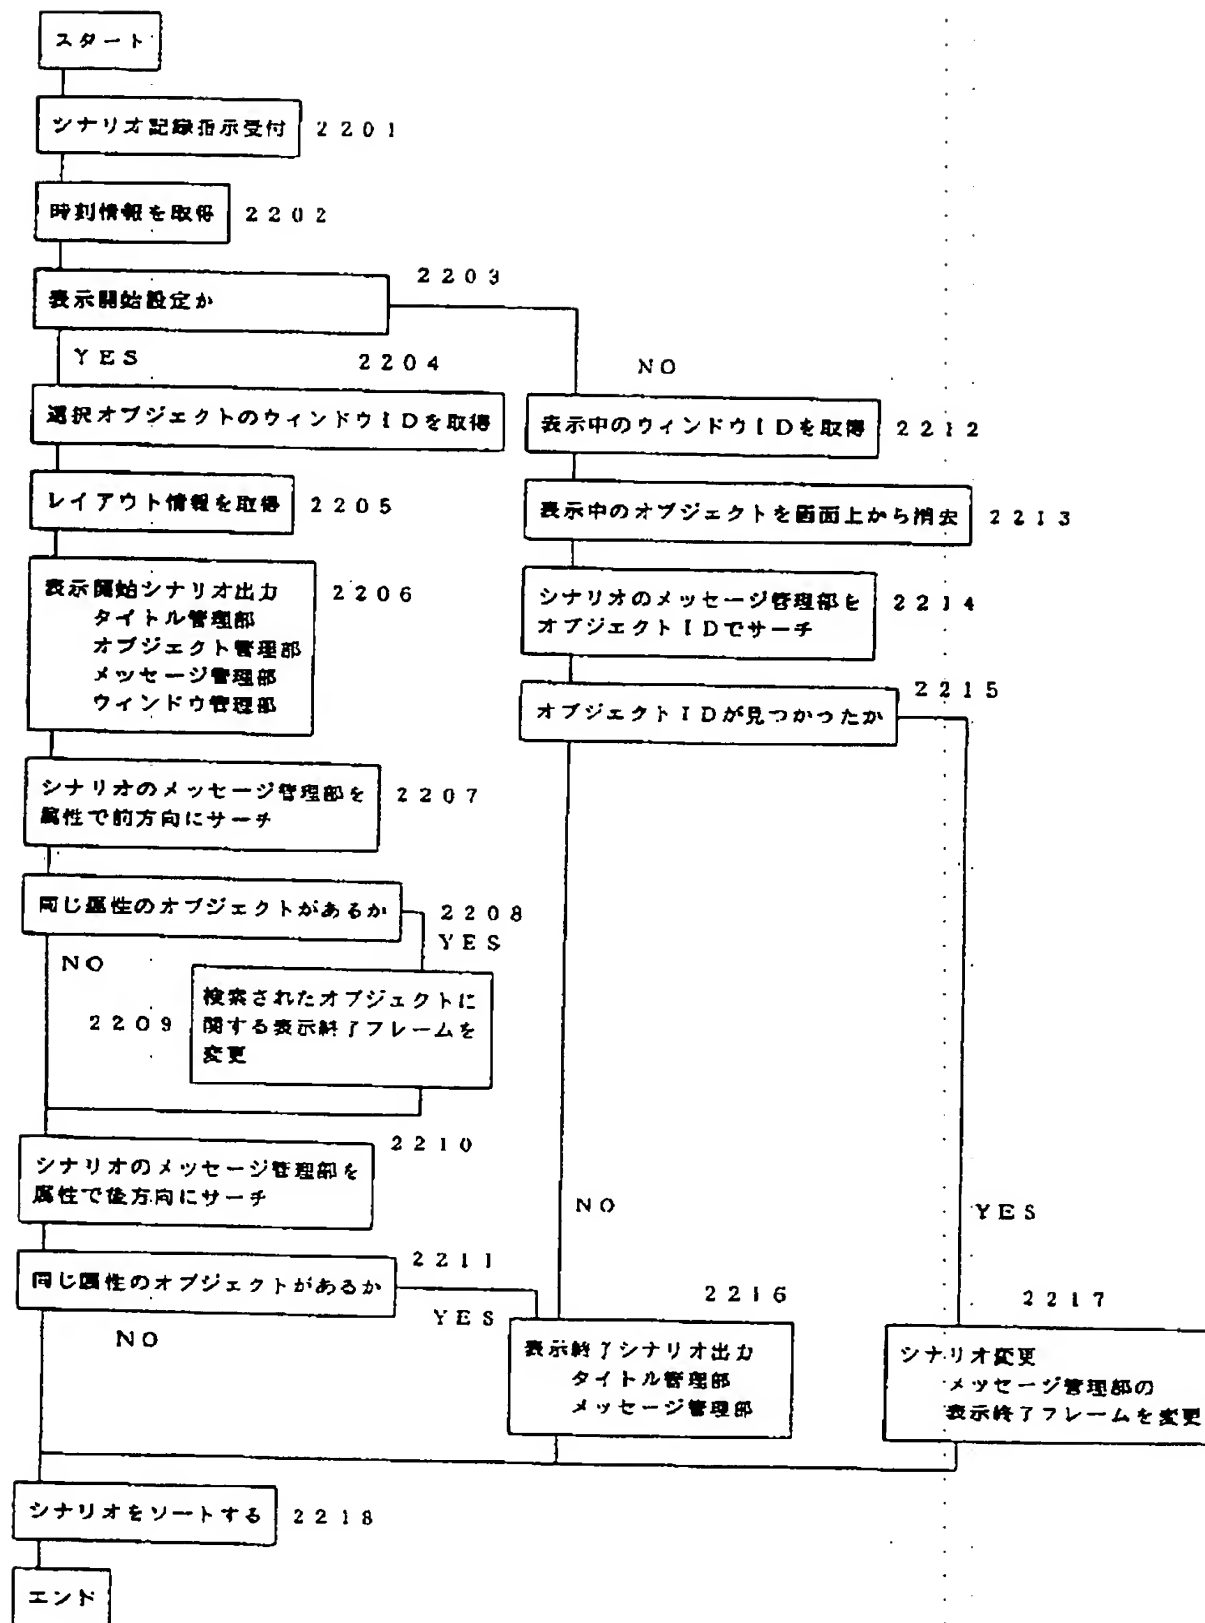 スタート
シナリオ記録指示受付 2201
時刻情報を取得 2202
2203
表示開始設定か
YES
2204
NO
選択オブジェクトのウィンドウIDを取得
表示中のウィンドウIDを取得 2212
レイアウト情報を取得 2205
表示中のオブジェクトを画面上から消去 2213
表示開始シナリオ出力 2206
タイトル管理部
オブジェクト管理部
メッセージ管理部
ウィンドウ管理部
シナリオのメッセージ管理部を 2214
オブジェクトIDでサーチ
2215
オブジェクトIDが見つかったか
シナリオのメッセージ管理部を 2207
属性で前方向にサーチ
同じ属性のオブジェクトがあるか 2208
YES
NO
検索されたオブジェクトに
2209 関する表示終了フレームを
変更
2210
シナリオのメッセージ管理部を
属性で後方向にサーチ
NO
YES
2211
同じ属性のオブジェクトがあるか
YES
NO
2216
2217
表示終了シナリオ出力
タイトル管理部
メッセージ管理部
シナリオ変更
メッセージ管理部の
表示終了フレームを変更
シナリオをソートする 2218
エンド